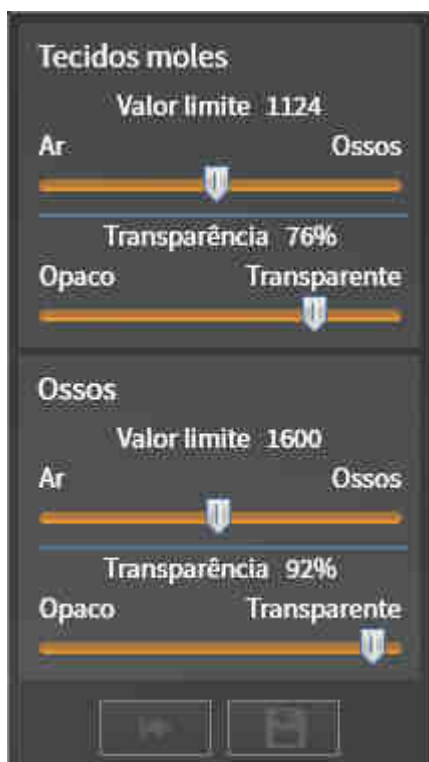 Tecidos moles
Valor limite 1124
Ar Ossos
Transparência 76%
Opaco Transparente
Ossos
Valor limite 1600
Ar Ossos
Transparência 92%
Opaco Transparente